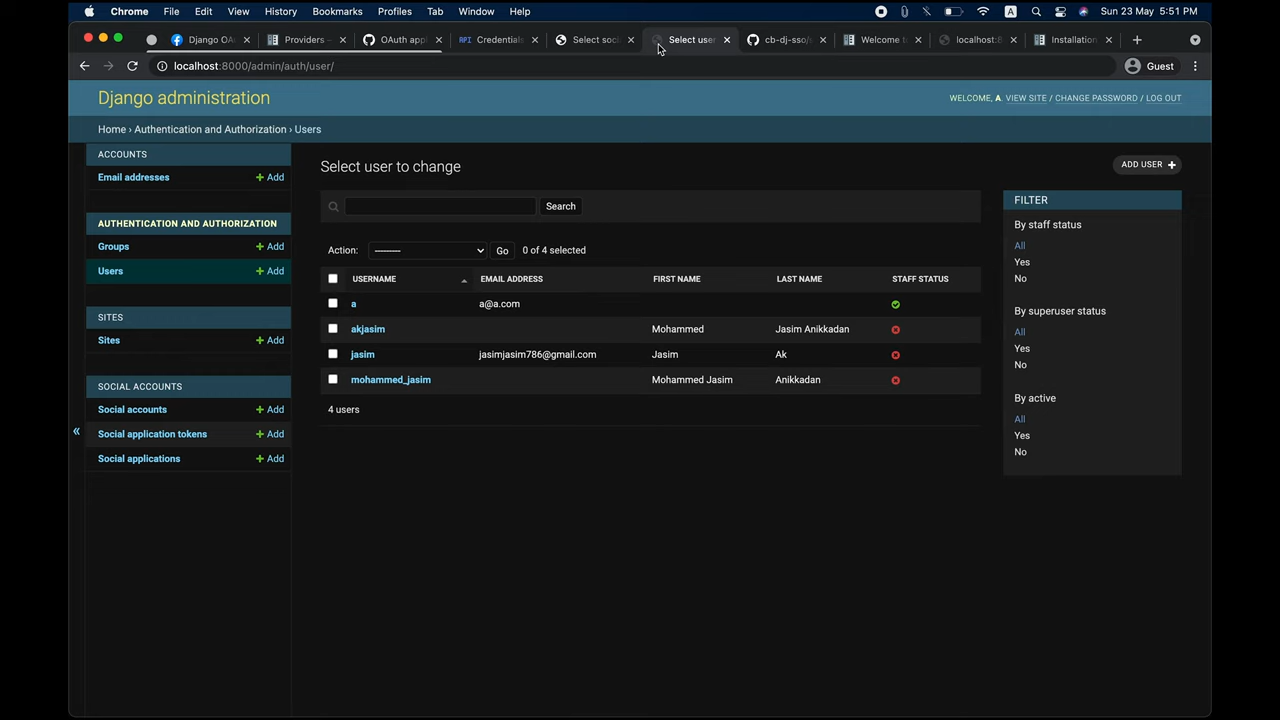 Chrome File Edit View History Bookmarks Profiles Tab Window Help A Sun 23 May 5:51 PM
Django OA Providers – OAuth appl API Credentials Select soci Select user cb-dj-sso/ Welcome t localhost:8 Installation
localhost:8000/admin/auth/user/ Guest
Django administration WELCOME, A. VIEW SITE / CHANGE PASSWORD / LOG OUT
Home › Authentication and Authorization › Users
ACCOUNTS
Email addresses + Add
AUTHENTICATION AND AUTHORIZATION
Groups + Add
Users + Add
SITES
Sites + Add
SOCIAL ACCOUNTS
Social accounts + Add
Social application tokens + Add
Social applications + Add
«
Select user to change
ADD USER +
Search
Action: --------- Go 0 of 4 selected
USERNAME EMAIL ADDRESS FIRST NAME LAST NAME STAFF STATUS
a a@a.com
akjasim Mohammed Jasim Anikkadan
jasim jasimjasim786@gmail.com Jasim Ak
mohammed_jasim Mohammed Jasim Anikkadan
4 users
FILTER
By staff status
All
Yes
No
By superuser status
All
Yes
No
By active
All
Yes
No